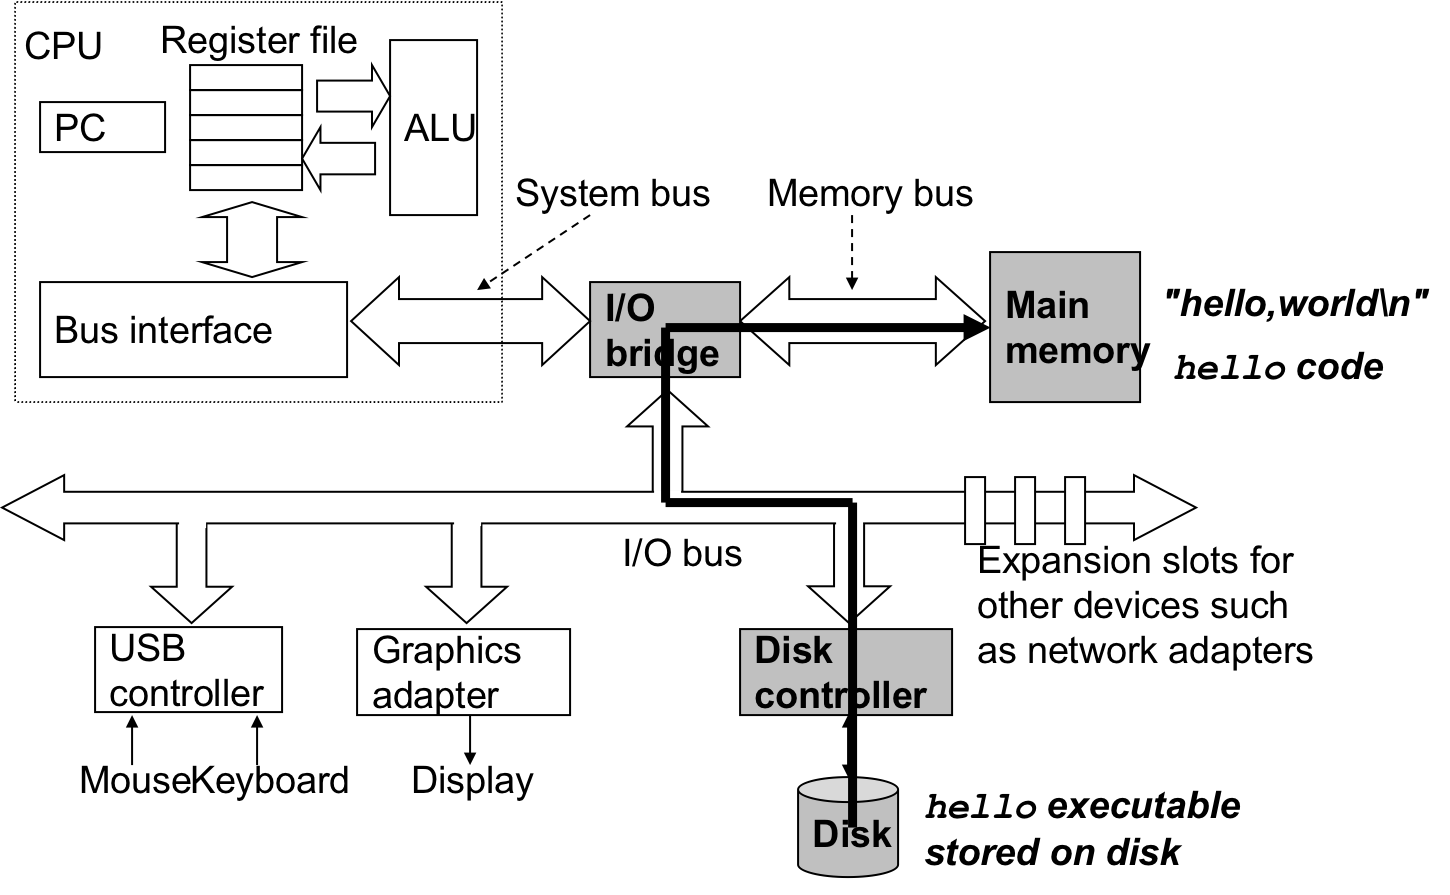 CPU
Register file
PC
ALU
System bus
Memory bus
Bus interface
I/O
bridge
Main
memory
"hello,world\n"
hello code
I/O bus
Expansion slots for
other devices such
as network adapters
USB
controller
Graphics
adapter
Disk
controller
Mouse
Keyboard
Display
Disk
hello executable
stored on disk